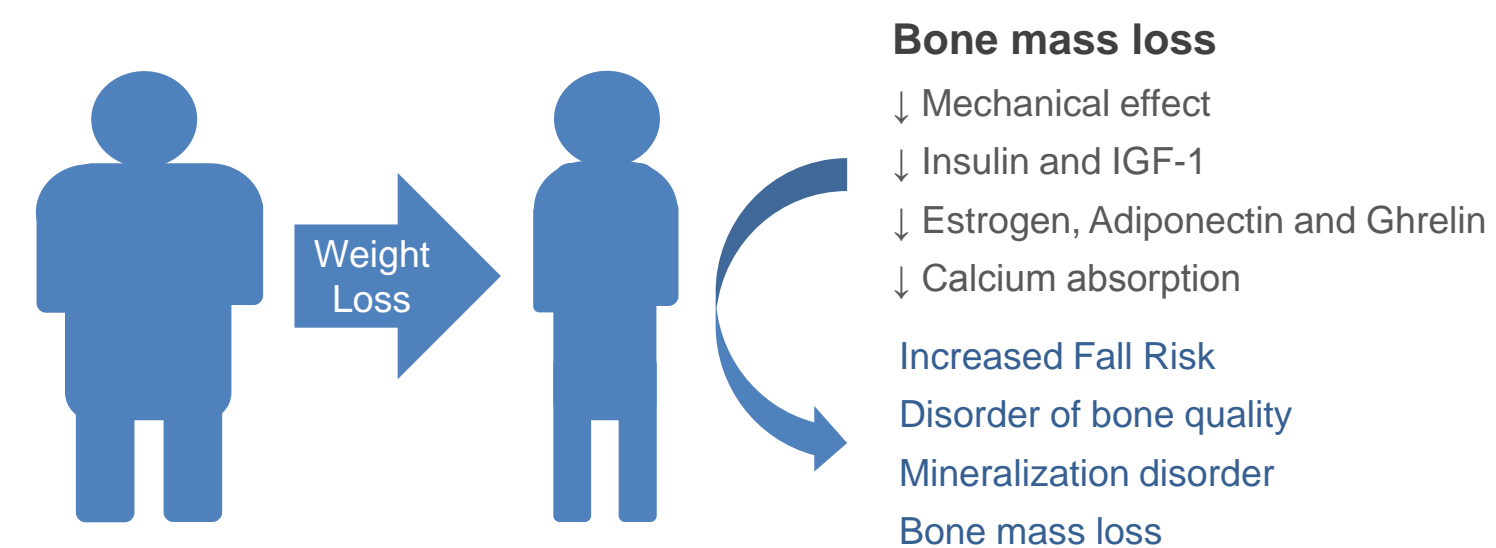 Weight
Loss
Bone mass loss
↓ Mechanical effect
↓ Insulin and IGF-1
↓ Estrogen, Adiponectin and Ghrelin
↓ Calcium absorption
Increased Fall Risk
Disorder of bone quality
Mineralization disorder
Bone mass loss